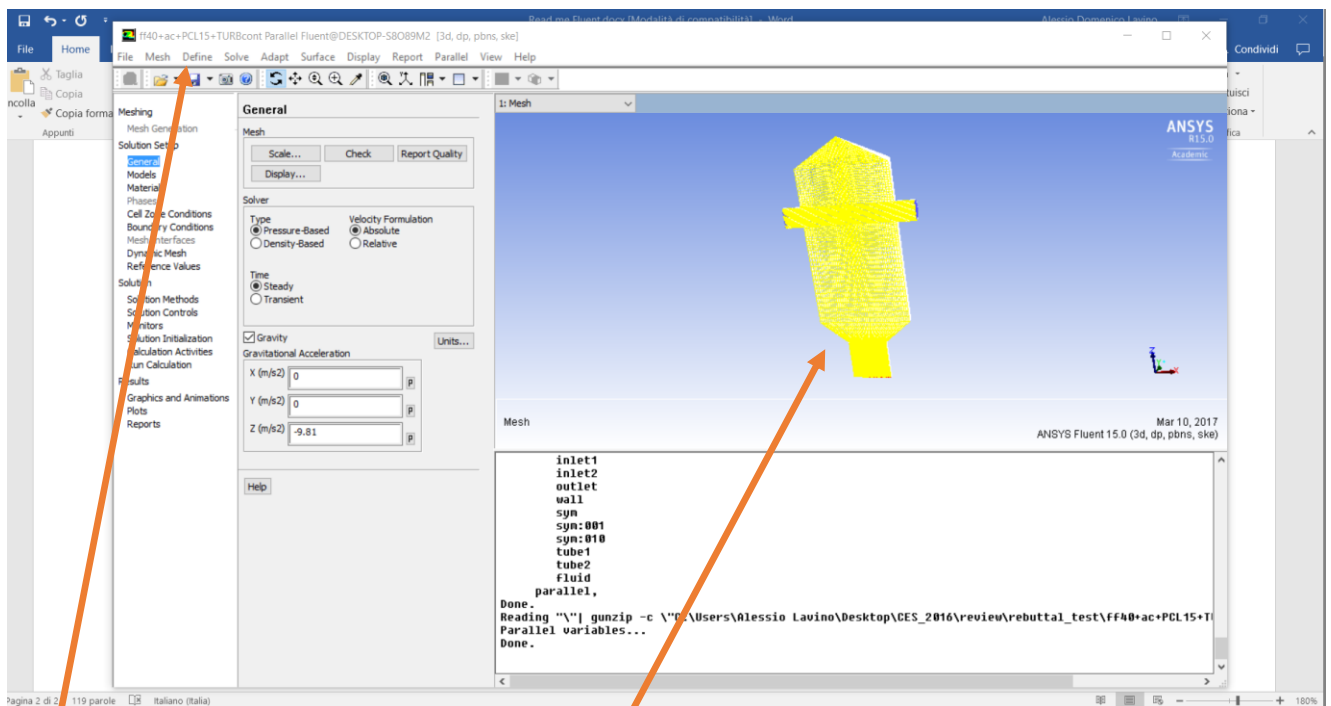 Read me Fluent.docx [Modalità di compatibilità] - Word
Alessio Domenico Lavino
File Home
Condividi
Taglia
Copia
Copia forma
ncolla
Appunti
ff40+ac+PCL15+TURBcont Parallel Fluent@DESKTOP-S8O89M2 [3d, dp, pbns, ske]
File Mesh Define Solve Adapt Surface Display Report Parallel View Help
Meshing
Mesh Generation
Solution Setup
General
Models
Materials
Phases
Cell Zone Conditions
Boundary Conditions
Mesh Interfaces
Dynamic Mesh
Reference Values
Solution
Solution Methods
Solution Controls
Monitors
Solution Initialization
Calculation Activities
Run Calculation
Results
Graphics and Animations
Plots
Reports
General
Mesh
Scale... Check Report Quality
Display...
Solver
Type Velocity Formulation
Pressure-Based Absolute
Density-Based Relative
Time
Steady
Transient
Gravity
Units...
Gravitational Acceleration
X (m/s2) 0 P
Y (m/s2) 0 P
Z (m/s2) -9.81 P
Help
1: Mesh
ANSYS
R15.0
Academic
Z
X
Mesh
Mar 10, 2017
ANSYS Fluent 15.0 (3d, dp, pbns, ske)
inlet1
inlet2
outlet
wall
sym
sym:001
sym:010
tube1
tube2
fluid
parallel,
Done.
Reading "\"| gunzip -c \"C:\Users\Alessio Lavino\Desktop\CES_2016\review\rebuttal_test\ff40+ac+PCL15+T
Parallel variables...
Done.
Pagina 2 di 2 119 parole Italiano (Italia)
180%